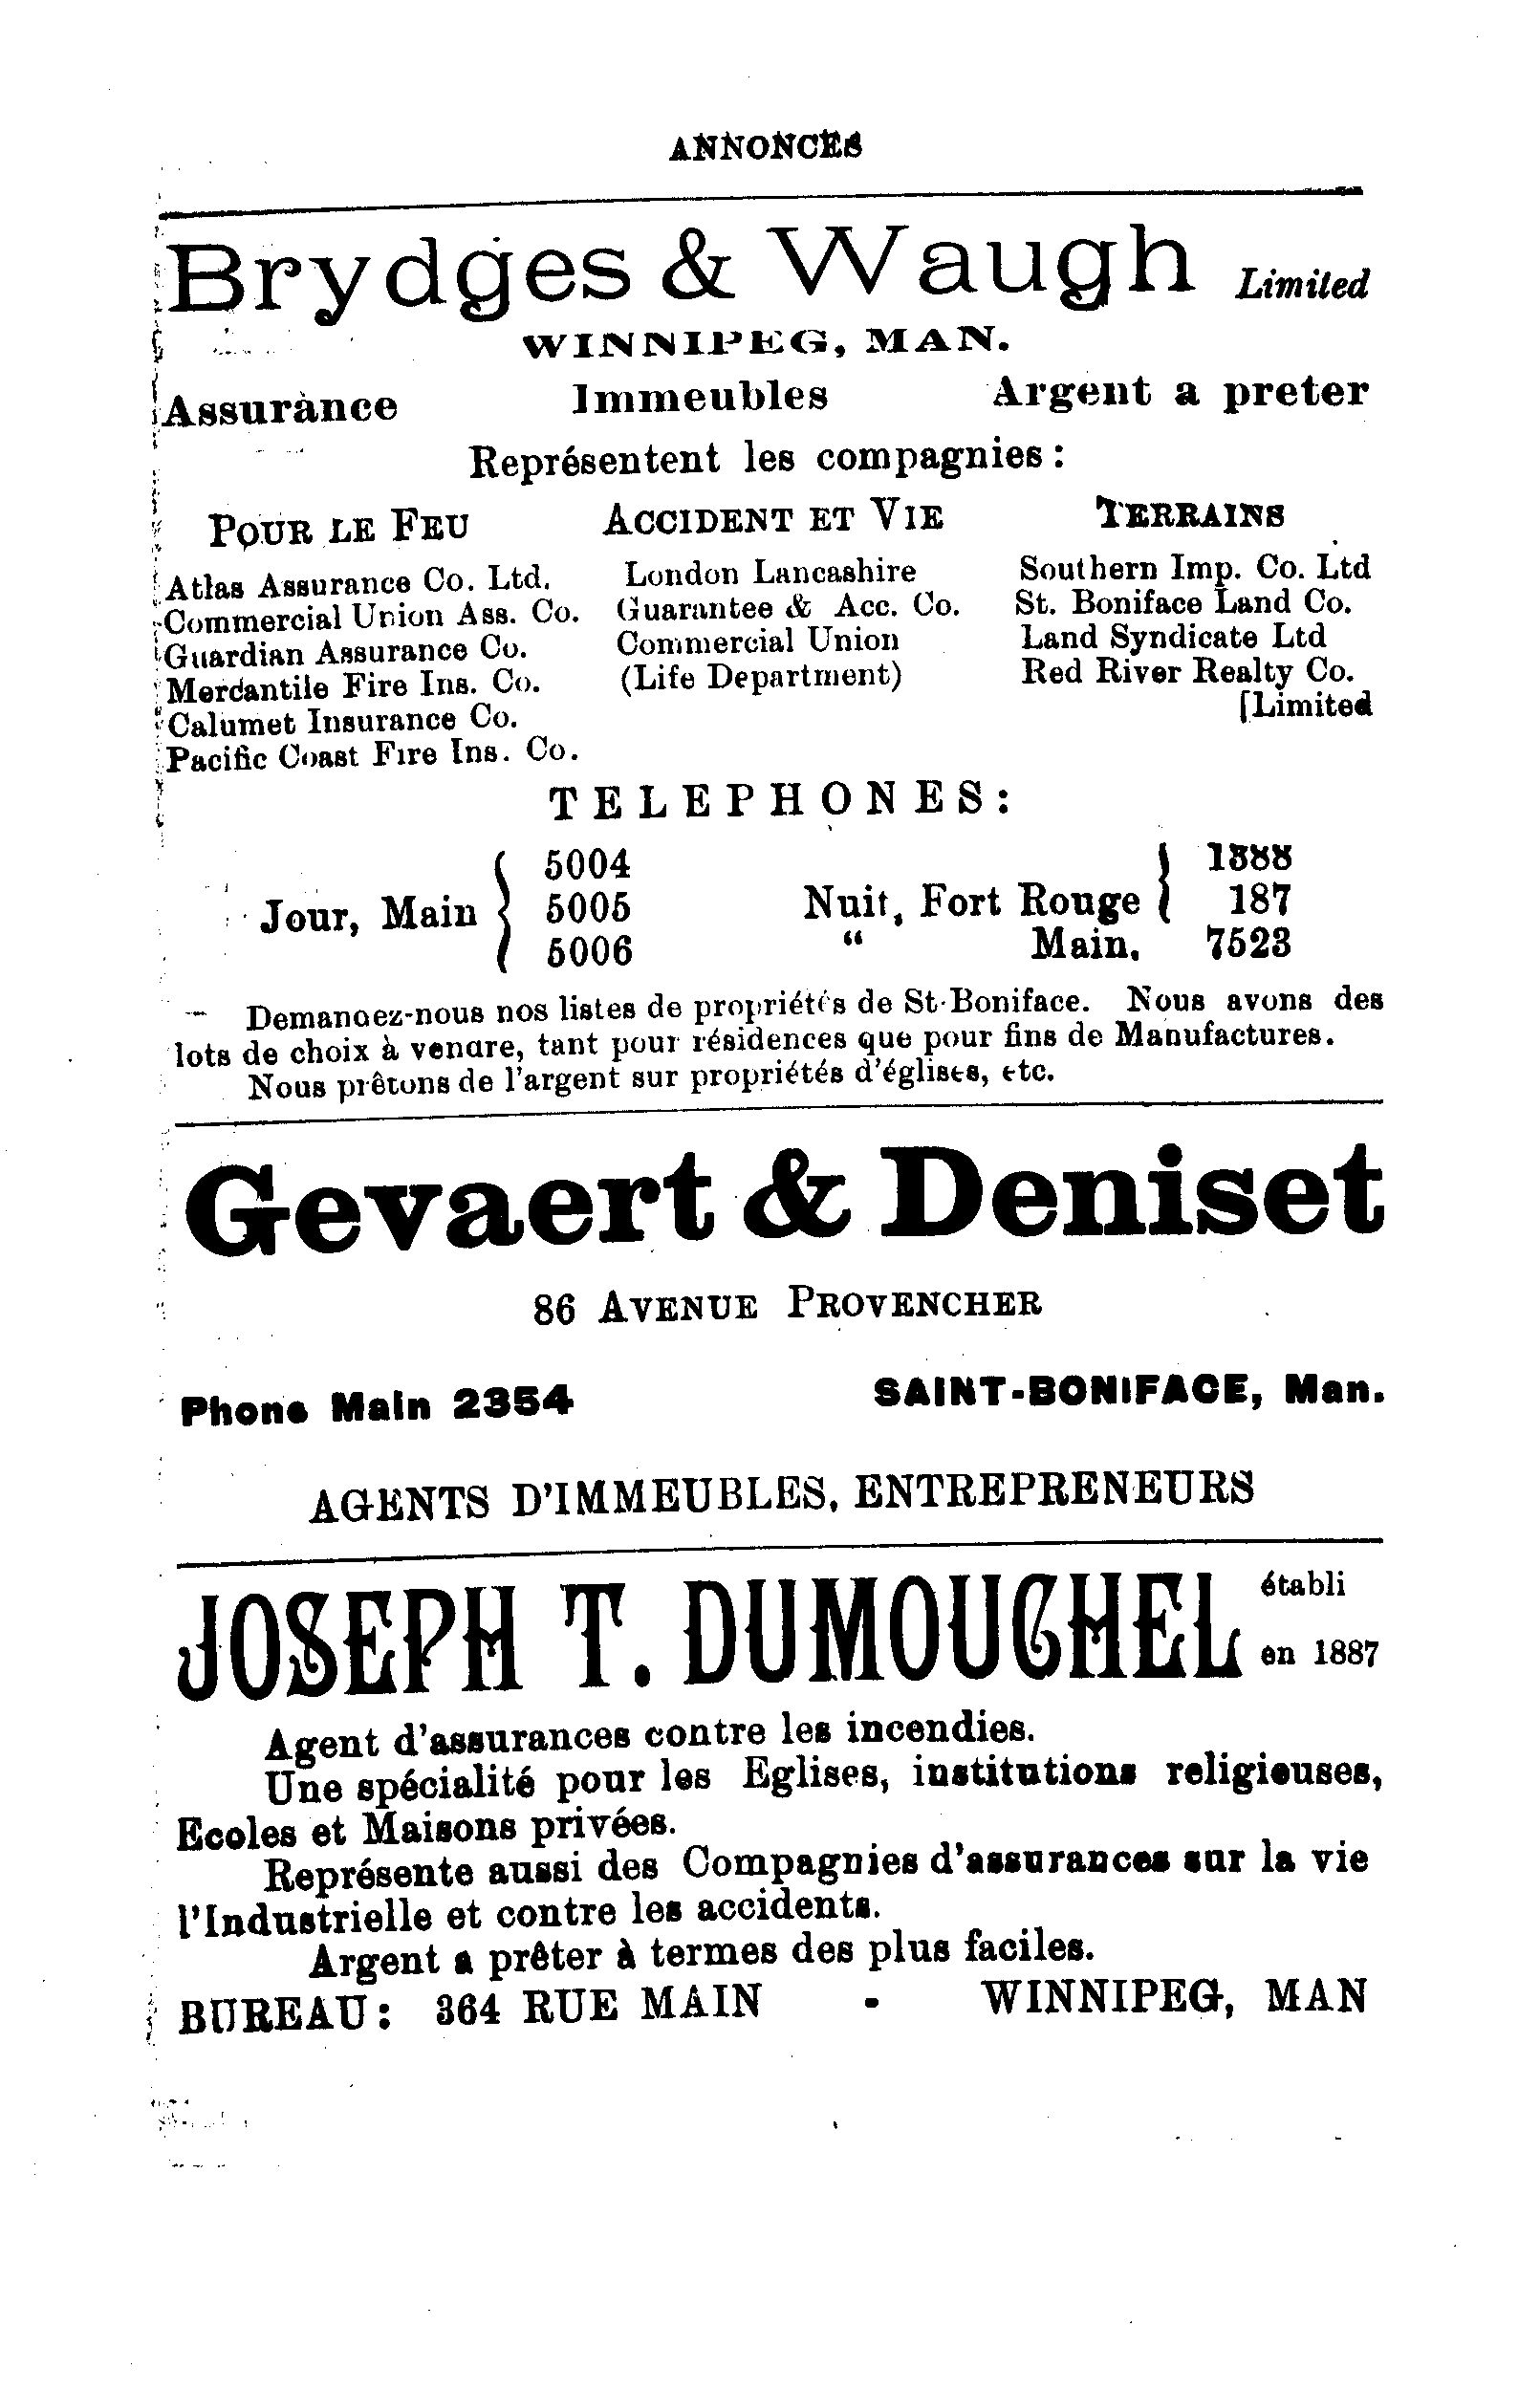 ANNONCES
Brydges & Waugh Limited
WINNIPEG, MAN.
Assurance Immeubles Argent a preter
Représentent les compagnies :
POUR LE FEU ACCIDENT ET VIE TERRAINS
Atlas Assurance Co. Ltd. London Lancashire Southern Imp. Co. Ltd
Commercial Union Ass. Co. Guarantee & Acc. Co. St. Boniface Land Co.
Guardian Assurance Co. Commercial Union Land Syndicate Ltd
Mercantile Fire Ins. Co. (Life Department) Red River Realty Co.
Calumet Insurance Co. [Limited
Pacific Coast Fire Ins. Co.
TELEPHONES:
5004 1888
Jour, Main { 5005 Nuit, Fort Rouge } 187
5006 “ Main. 7523
Demandez-nous nos listes de propriétés de St-Boniface. Nous avons des
lots de choix à vendre, tant pour résidences que pour fins de Manufactures.
Nous prêtons de l'argent sur propriétés d'églises, etc.
Gevaert & Deniset
86 AVENUE PROVENCHER
Phone Main 2354 SAINT-BONIFACE, Man.
AGENTS D'IMMEUBLES, ENTREPRENEURS
JOSEPH T. DUMOUCHEL établi
en 1887
Agent d'assurances contre les incendies.
Une spécialité pour les Eglises, institutions religieuses,
Ecoles et Maisons privées.
Représente aussi des Compagnies d'assurances sur la vie
l'Industrielle et contre les accidents.
Argent a prêter à termes des plus faciles.
BUREAU: 364 RUE MAIN - WINNIPEG, MAN